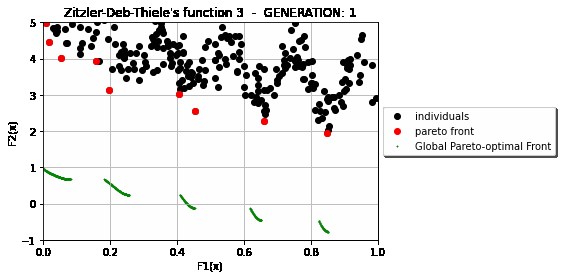 Zitzler-Deb-Thiele's function 3 - GENERATION: 1
5
4
3
2
1
0
-1
F2(x)
0.0 0.2 0.4 0.6 0.8 1.0
F1(x)
individuals
pareto front
Global Pareto-optimal Front